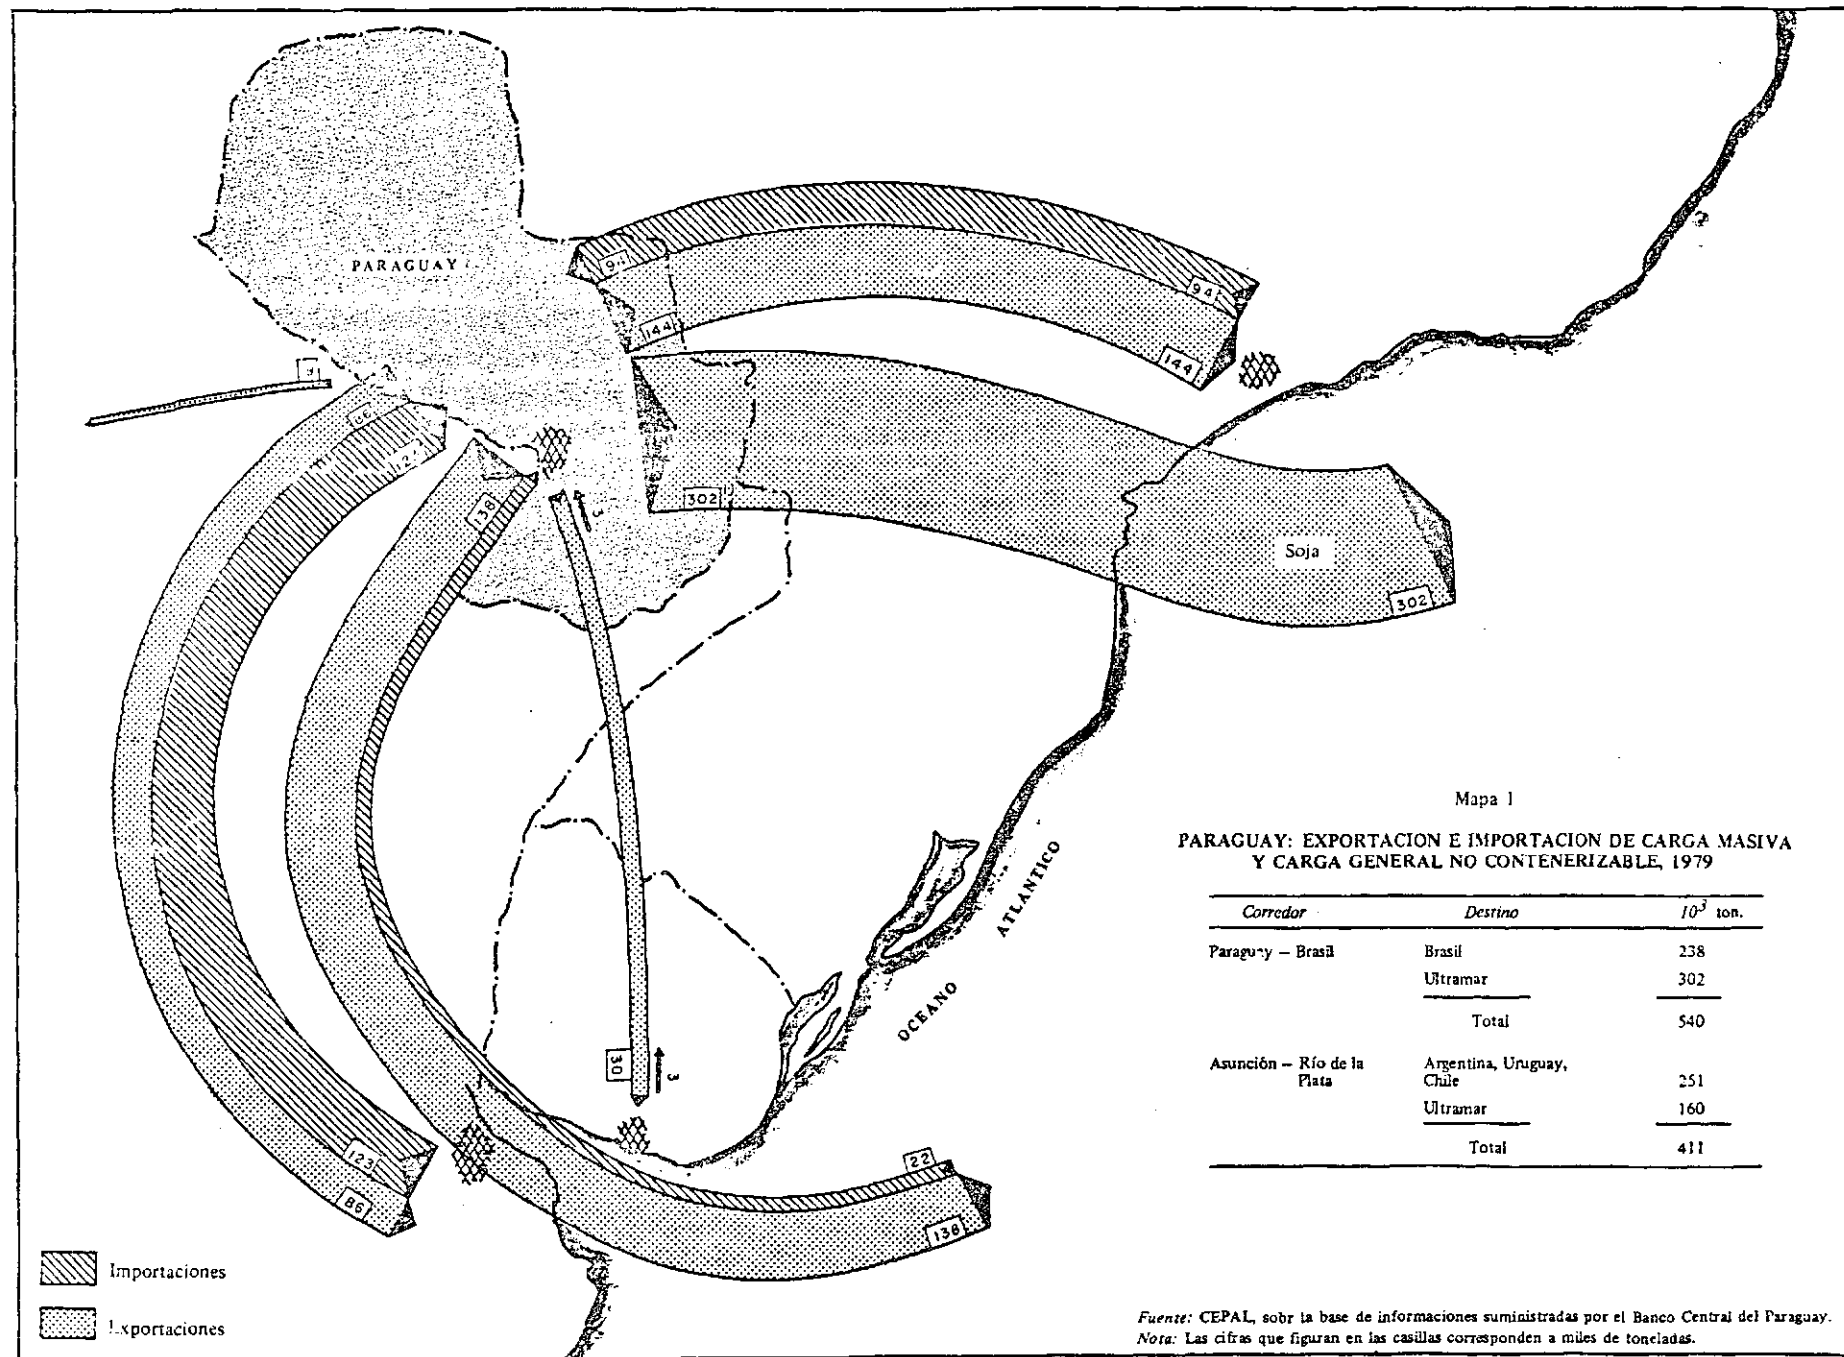 PARAGUAY
94
94
144
144
302
Soja
302
86
138
3
30
3
123
86
22
138
OCEANO ATLANTICO
Mapa 1
PARAGUAY: EXPORTACION E IMPORTACION DE CARGA MASIVA
Y CARGA GENERAL NO CONTENERIZABLE, 1979
Corredor Destino 10³ ton.
Paraguay – Brasil Brasil 238
Ultramar 302
Total 540
Asunción – Río de la Argentina, Uruguay,
Plata Chile 251
Ultramar 160
Total 411
Importaciones
Exportaciones
Fuente: CEPAL, sobr la base de informaciones suministradas por el Banco Central del Paraguay.
Nota: Las cifras que figuran en las casillas corresponden a miles de toneladas.